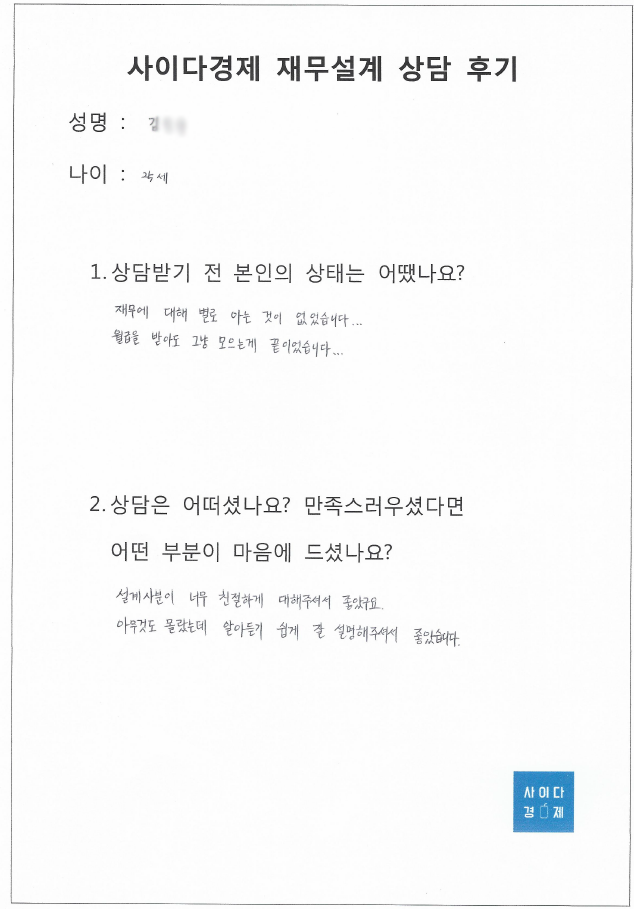 사이다경제 재무설계 상담 후기
성명 : 김
나이 : 25세
1. 상담받기 전 본인의 상태는 어땠나요?
재무에 대해 별로 아는 것이 없었습니다...
월급을 받아도 그냥 모으는게 끝이었습니다...
2. 상담은 어떠셨나요? 만족스러우셨다면
어떤 부분이 마음에 드셨나요?
설계사분이 너무 친절하게 대해주셔서 좋았구요.
아무것도 몰랐는데 알아듣기 쉽게 잘 설명해주셔서 좋았습니다.
사이다
경제